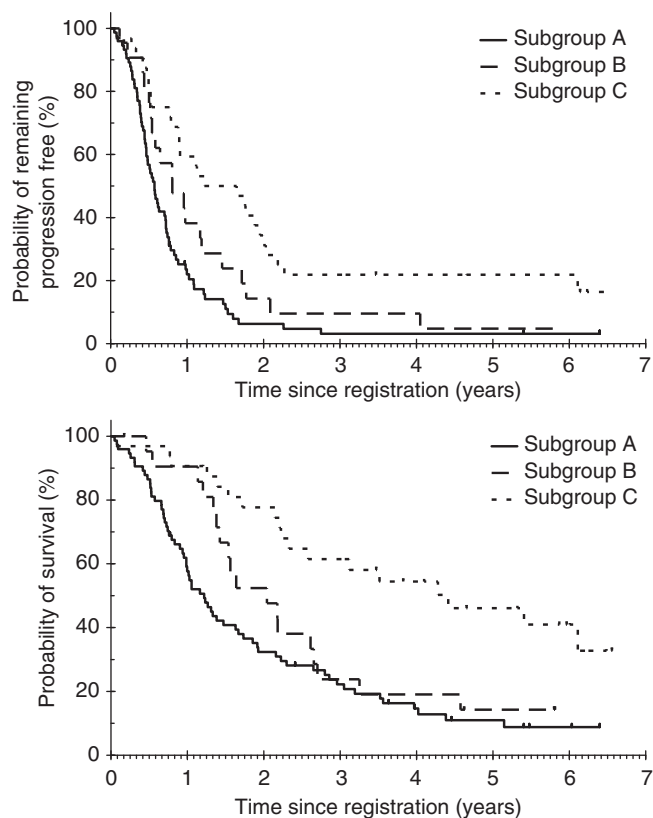 Probability of remaining
progression free (%)
100
80
60
40
20
0
Subgroup A
Subgroup B
Subgroup C
0 1 2 3 4 5 6 7
Time since registration (years)
Probability of survival (%)
100
80
60
40
20
0
Subgroup A
Subgroup B
Subgroup C
0 1 2 3 4 5 6 7
Time since registration (years)